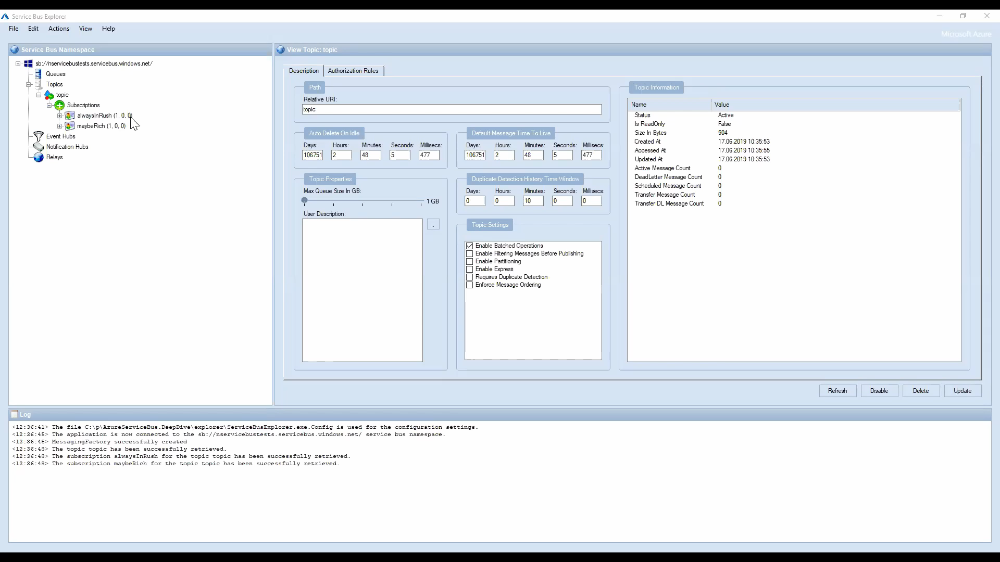 Service Bus Explorer
File Edit Actions View Help
Microsoft Azure
Service Bus Namespace
sb://nservicebustests.servicebus.windows.net/
Queues
Topics
topic
Subscriptions
alwaysInRush (1, 0, 0)
maybeRich (1, 0, 0)
Event Hubs
Notification Hubs
Relays
View Topic: topic
Description Authorization Rules
Path
Relative URI:
topic
Auto Delete On Idle
Days: Hours: Minutes: Seconds: Millisecs:
106751 2 48 5 477
Default Message Time To Live
Days: Hours: Minutes: Seconds: Millisecs:
106751 2 48 5 477
Topic Properties
Max Queue Size In GB:
1 GB
User Description:
..
Duplicate Detection History Time Window
Days: Hours: Minutes: Seconds: Millisecs:
0 0 10 0 0
Topic Settings
Enable Batched Operations
Enable Filtering Messages Before Publishing
Enable Partitioning
Enable Express
Requires Duplicate Detection
Enforce Message Ordering
Topic Information
Name Value
Status Active
Is ReadOnly False
Size In Bytes 504
Created At 17.06.2019 10:35:53
Accessed At 17.06.2019 10:35:55
Updated At 17.06.2019 10:35:53
Active Message Count 0
DeadLetter Message Count 0
Scheduled Message Count 0
Transfer Message Count 0
Transfer DL Message Count 0
Refresh Disable Delete Update
Log
<12:36:41> The file C:\p\AzureServiceBus.DeepDive\explorer\ServiceBusExplorer.exe.Config is used for the configuration settings.
<12:36:45> The application is now connected to the sb://nservicebustests.servicebus.windows.net/ service bus namespace.
<12:36:45> MessagingFactory successfully created
<12:36:48> The topic topic has been successfully retrieved.
<12:36:48> The subscription alwaysInRush for the topic topic has been successfully retrieved.
<12:36:48> The subscription maybeRich for the topic topic has been successfully retrieved.